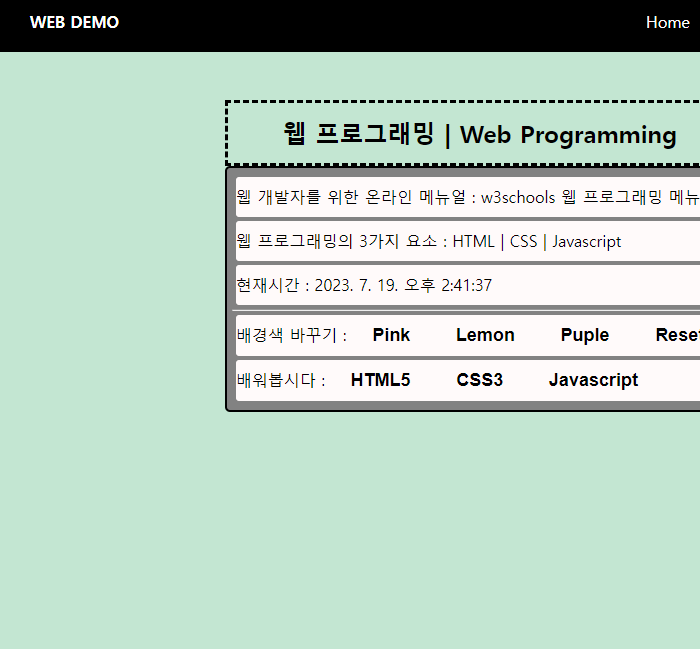 WEB DEMO Home
웹 프로그래밍 | Web Programming
웹 개발자를 위한 온라인 메뉴얼 : w3schools 웹 프로그래밍 메뉴
웹 프로그래밍의 3가지 요소 : HTML | CSS | Javascript
현재시간 : 2023. 7. 19. 오후 2:41:37
배경색 바꾸기 : Pink Lemon Puple Reset
배워봅시다 : HTML5 CSS3 Javascript